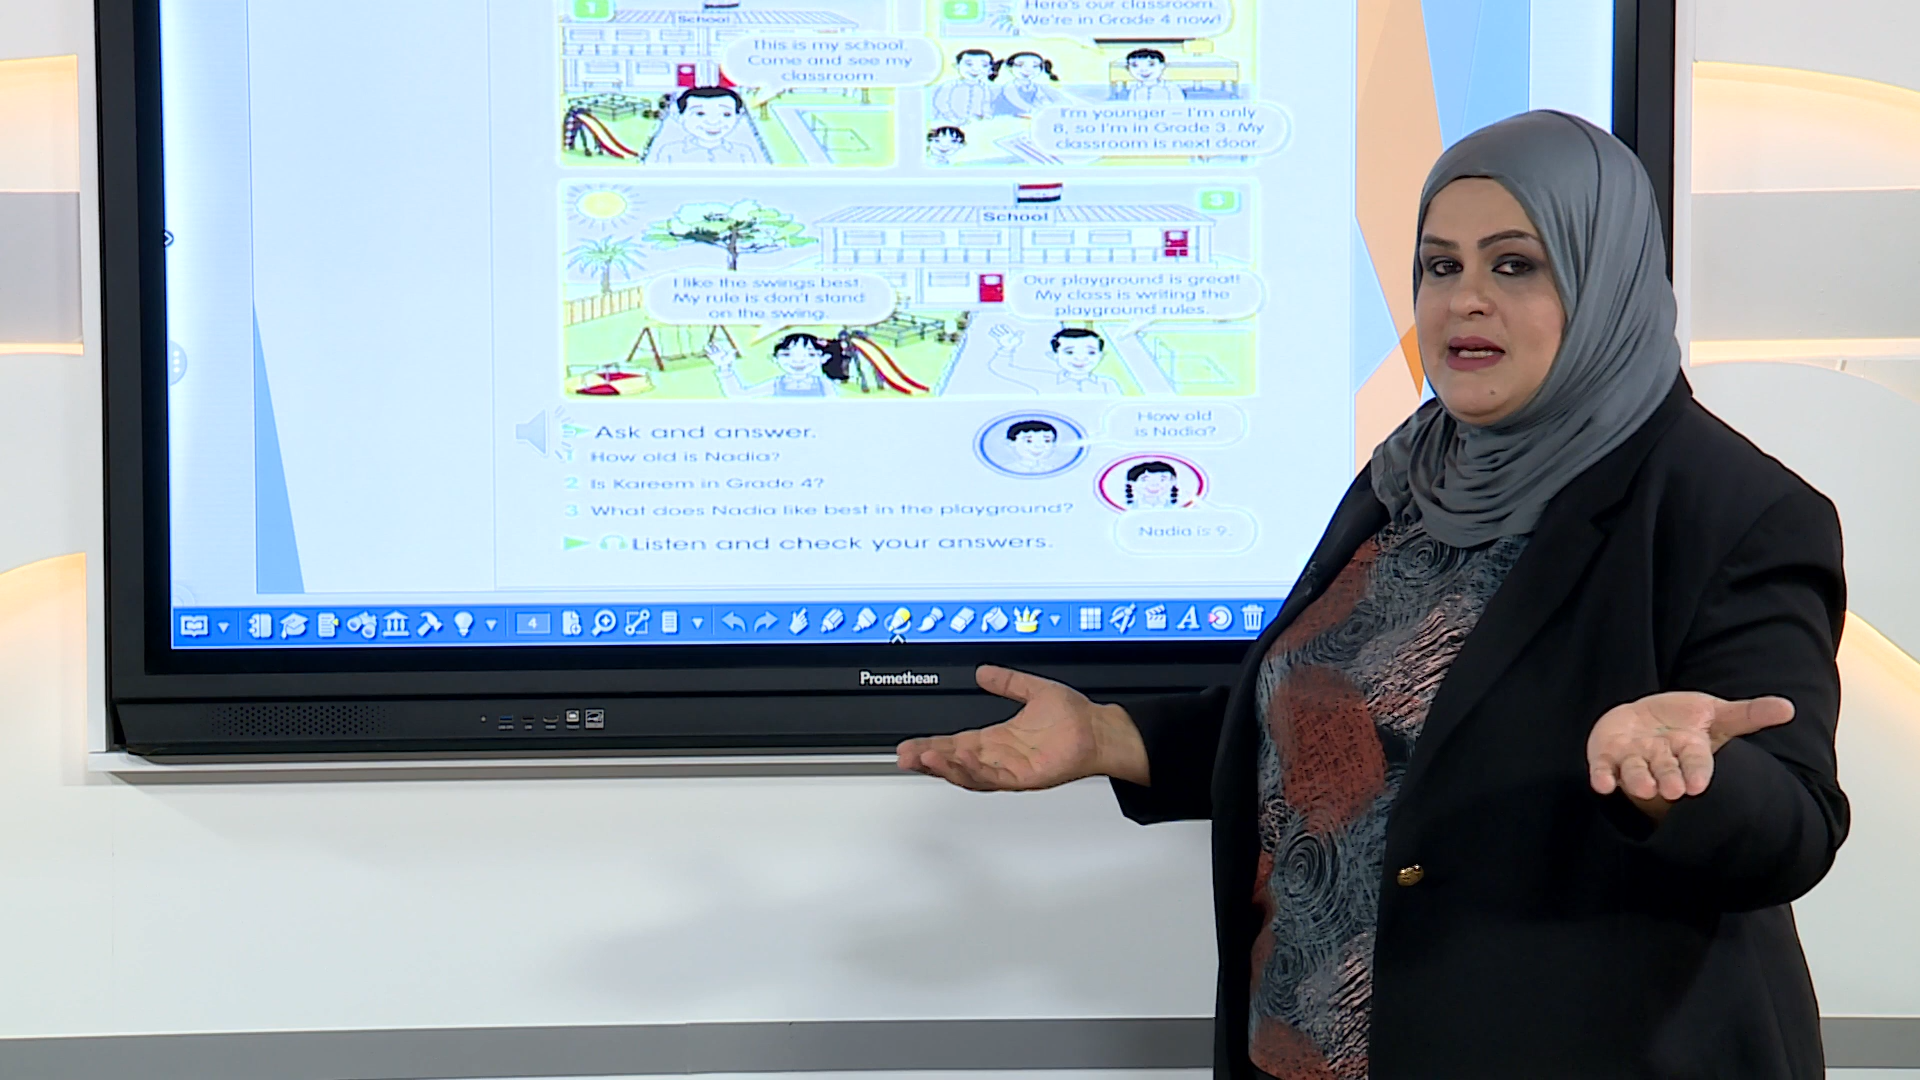 1
School
This is my school.
Come and see my
classroom.
2
Here's our classroom.
We're in Grade 4 now!
I'm younger – I'm only
8, so I'm in Grade 3. My
classroom is next door.
3
School
I like the swings best.
My rule is don't stand
on the swing.
Our playground is great!
My class is writing the
playground rules.
Ask and answer.
1 How old is Nadia?
2 Is Kareem in Grade 4?
3 What does Nadia like best in the playground?
How old
is Nadia?
Nadia is 9.
Listen and check your answers.
4
A
Promethean